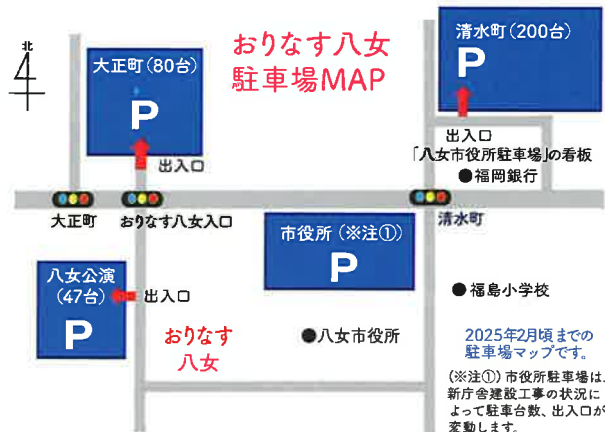 北
おりなす八女
駐車場MAP
大正町(80台)
P
出入口
清水町(200台)
P
出入口
「八女市役所駐車場」の看板
●福岡銀行
大正町
おりなす八女入口
清水町
市役所(※注①)
P
八女公演
(47台)
P
出入口
おりなす
八女
●八女市役所
●福島小学校
2025年2月頃までの
駐車場マップです。
(※注①)市役所駐車場は、
新庁舎建設工事の状況に
よって駐車台数、出入口が
変動します。